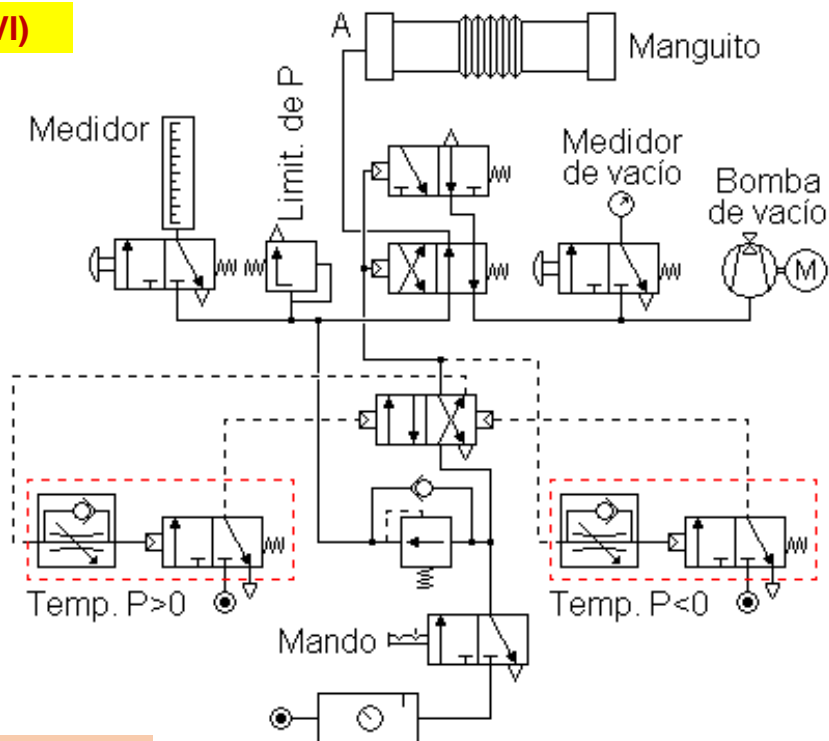 VI)
A
Manguito
Medidor
Limit. de P
Medidor
de vacío
Bomba
de vacío
M
Temp. P>0
Temp. P<0
Mando